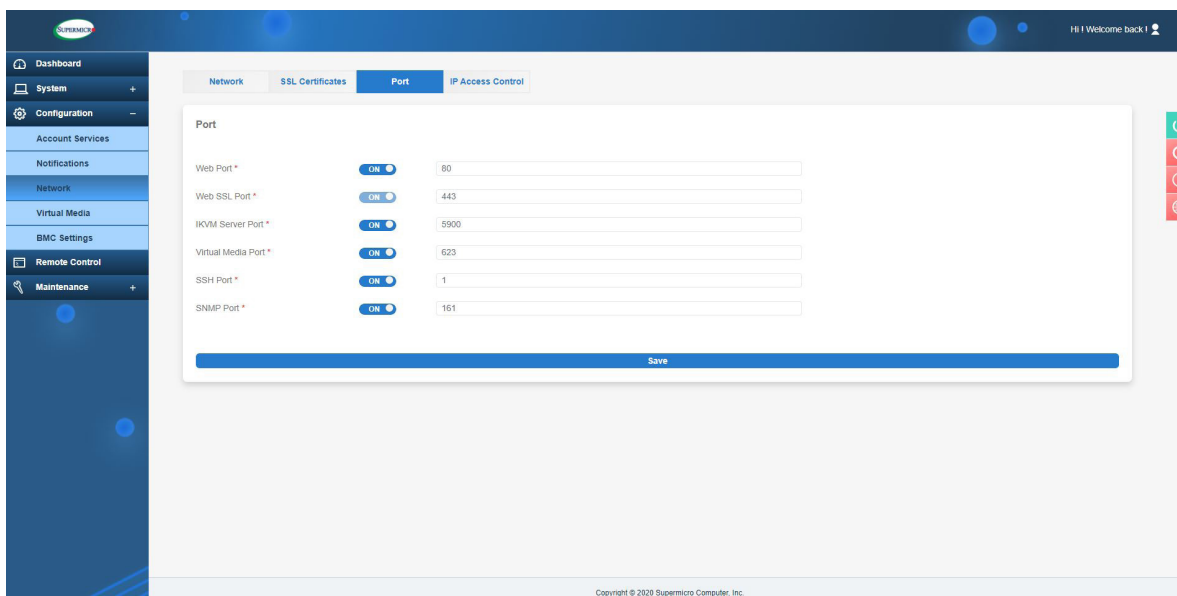 SUPERMICRO
Hi ! Welcome back !
Dashboard
System +
Configuration –
Account Services
Notifications
Network
Virtual Media
BMC Settings
Remote Control
Maintenance +
Network SSL Certificates Port IP Access Control
Port
Web Port * ON 80
Web SSL Port * ON 443
IKVM Server Port * ON 5900
Virtual Media Port * ON 623
SSH Port * ON 1
SNMP Port * ON 161
Save
Copyright © 2020 Supermicro Computer, Inc.